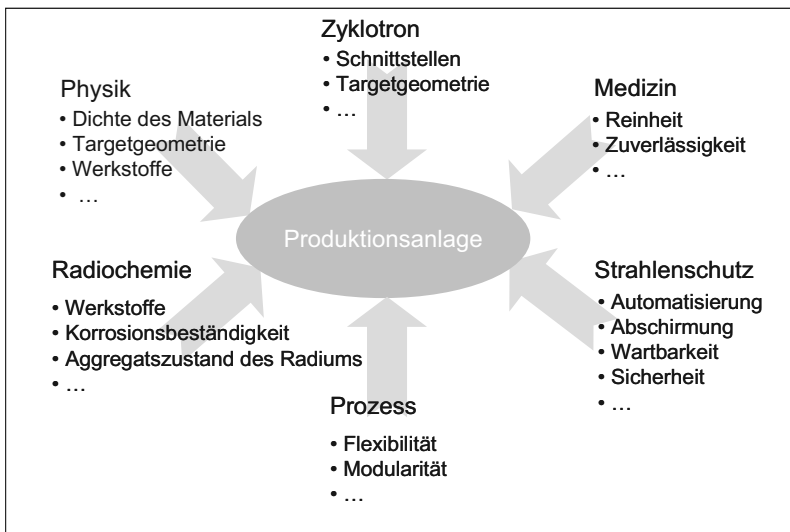 Zyklotron
• Schnittstellen
• Targetgeometrie
• …
Physik
• Dichte des Materials
• Targetgeometrie
• Werkstoffe
• …
Medizin
• Reinheit
• Zuverlässigkeit
• …
Produktionsanlage
Radiochemie
• Werkstoffe
• Korrosionsbeständigkeit
• Aggregatszustand des Radiums
• …
Strahlenschutz
• Automatisierung
• Abschirmung
• Wartbarkeit
• Sicherheit
• …
Prozess
• Flexibilität
• Modularität
• …